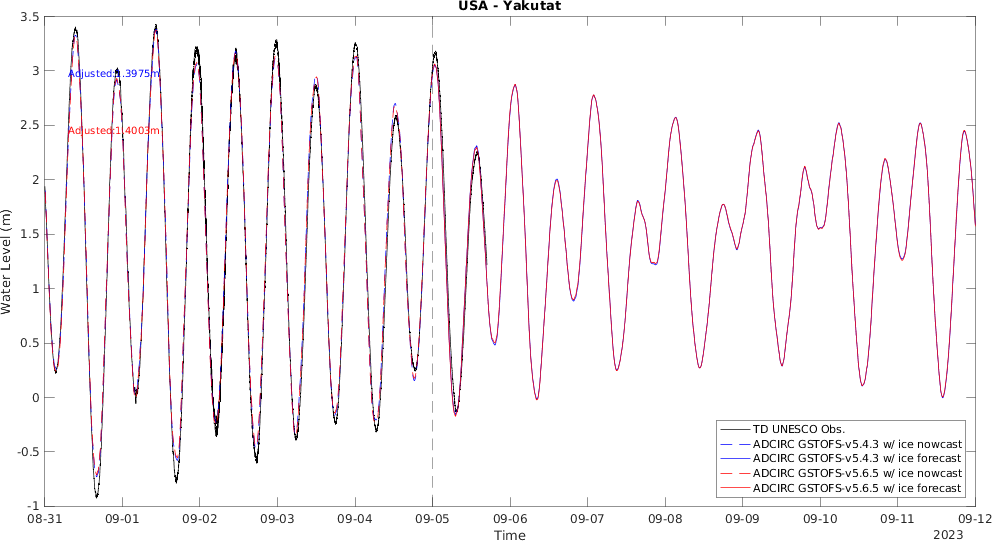 USA - Yakutat
3.5
3
2.5
2
1.5
1
0.5
0
-0.5
-1
Water Level (m)
Adjusted:1.3975m
Adjusted:1.4003m
TD UNESCO Obs.
ADCIRC GSTOFS-v5.4.3 w/ ice nowcast
ADCIRC GSTOFS-v5.4.3 w/ ice forecast
ADCIRC GSTOFS-v5.6.5 w/ ice nowcast
ADCIRC GSTOFS-v5.6.5 w/ ice forecast
08-31 09-01 09-02 09-03 09-04 09-05 09-06 09-07 09-08 09-09 09-10 09-11 09-12
Time
2023